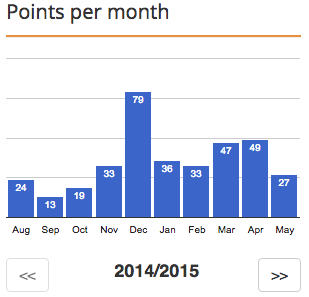 Points per month
24 13 19 33 79 36 33 47 49 27
Aug Sep Oct Nov Dec Jan Feb Mar Apr May
<< 2014/2015 >>